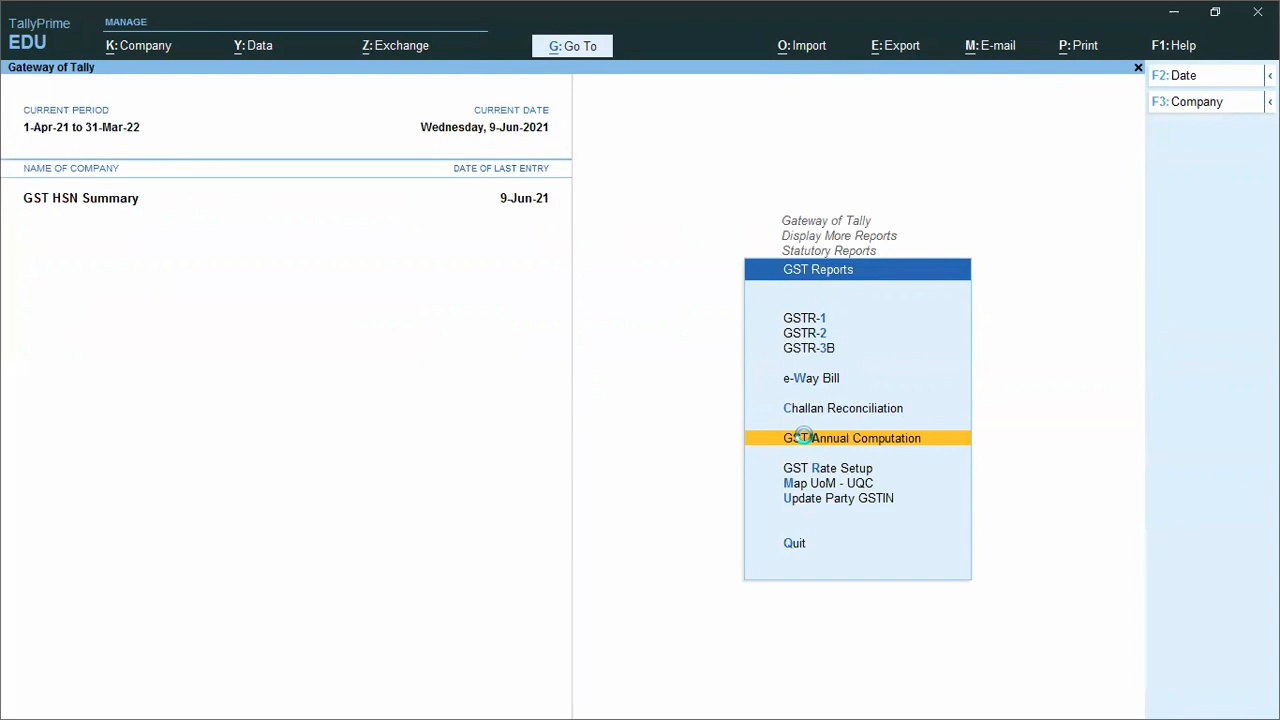 TallyPrime
EDU
MANAGE
K: Company
Y: Data
Z: Exchange
G: Go To
O: Import
E: Export
M: E-mail
P: Print
F1: Help
Gateway of Tally
F2: Date
F3: Company
CURRENT PERIOD
CURRENT DATE
1-Apr-21 to 31-Mar-22
Wednesday, 9-Jun-2021
NAME OF COMPANY
DATE OF LAST ENTRY
GST HSN Summary
9-Jun-21
Gateway of Tally
Display More Reports
Statutory Reports
GST Reports
GSTR-1
GSTR-2
GSTR-3B
e-Way Bill
Challan Reconciliation
GST Annual Computation
GST Rate Setup
Map UoM - UQC
Update Party GSTIN
Quit